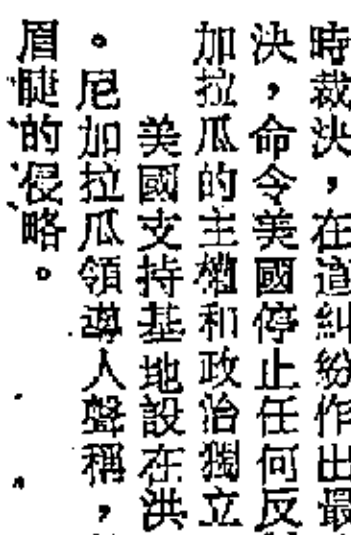 時裁決，在這糾紛作出最
決，命令美國停止任何反
加拉瓜的主權和政治獨立
美國支持基地設在洪
。尼加拉瓜領導人聲稱，
眉睫的侵略。